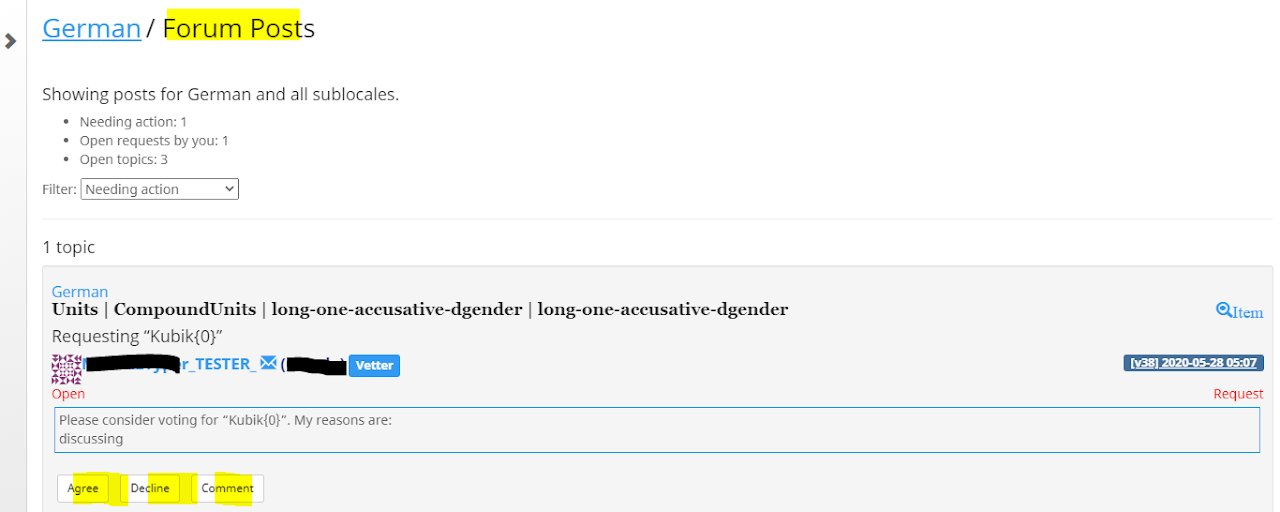 German / Forum Posts
Showing posts for German and all sublocales.
• Needing action: 1
• Open requests by you: 1
• Open topics: 3
Filter: Needing action
1 topic
German
Units | CompoundUnits | long-one-accusative-dgender | long-one-accusative-dgender
Item
Requesting “Kubik{0}”
_TESTER_ ( ) Vetter
[v38] 2020-05-28 05:07
Open Request
Please consider voting for “Kubik{0}”. My reasons are:
discussing
Agree Decline Comment